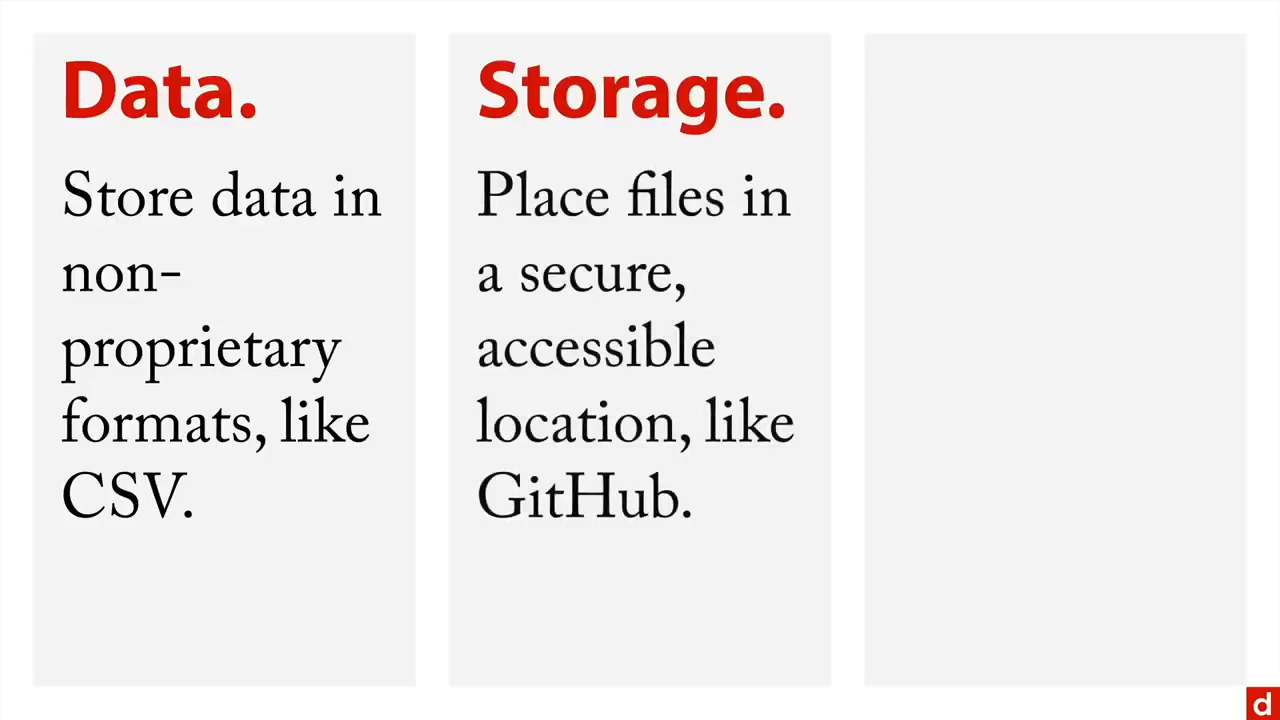 Data.
Store data in
non-
proprietary
formats, like
CSV.
Storage.
Place files in
a secure,
accessible
location, like
GitHub.
d